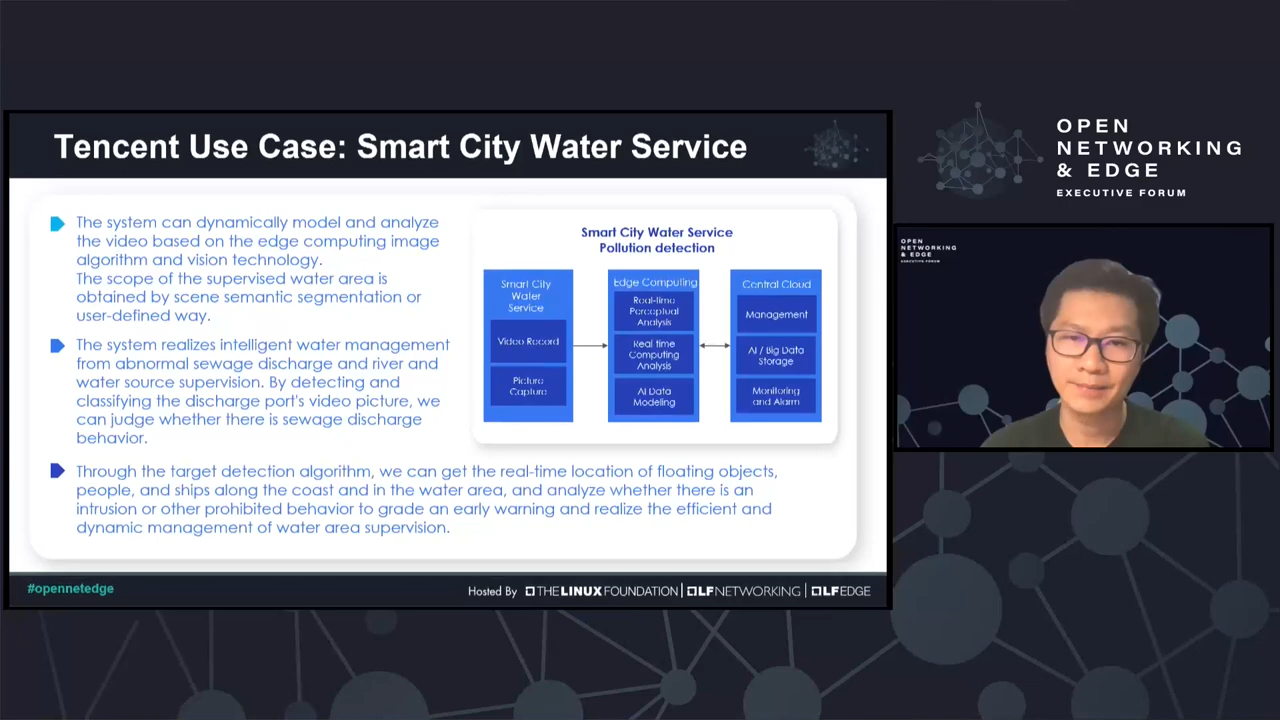 Tencent Use Case: Smart City Water Service
The system can dynamically model and analyze
the video based on the edge computing image
algorithm and vision technology.
The scope of the supervised water area is
obtained by scene semantic segmentation or
user-defined way.
The system realizes intelligent water management
from abnormal sewage discharge and river and
water source supervision. By detecting and
classifying the discharge port's video picture, we
can judge whether there is sewage discharge
behavior.
Through the target detection algorithm, we can get the real-time location of floating objects,
people, and ships along the coast and in the water area, and analyze whether there is an
intrusion or other prohibited behavior to grade an early warning and realize the efficient and
dynamic management of water area supervision.
Smart City Water Service
Pollution detection
Smart City
Water
Service
Video Record
Picture
Capture
Edge Computing
Real-time
Perceptual
Analysis
Real time
Computing
Analysis
AI Data
Modeling
Central Cloud
Management
AI / Big Data
Storage
Monitoring
and Alarm
#opennetedge
Hosted By THE LINUX FOUNDATION | LF NETWORKING | LF EDGE
OPEN
NETWORKING
& EDGE
EXECUTIVE FORUM
OPEN
NETWORKING
& EDGE
EXECUTIVE FORUM